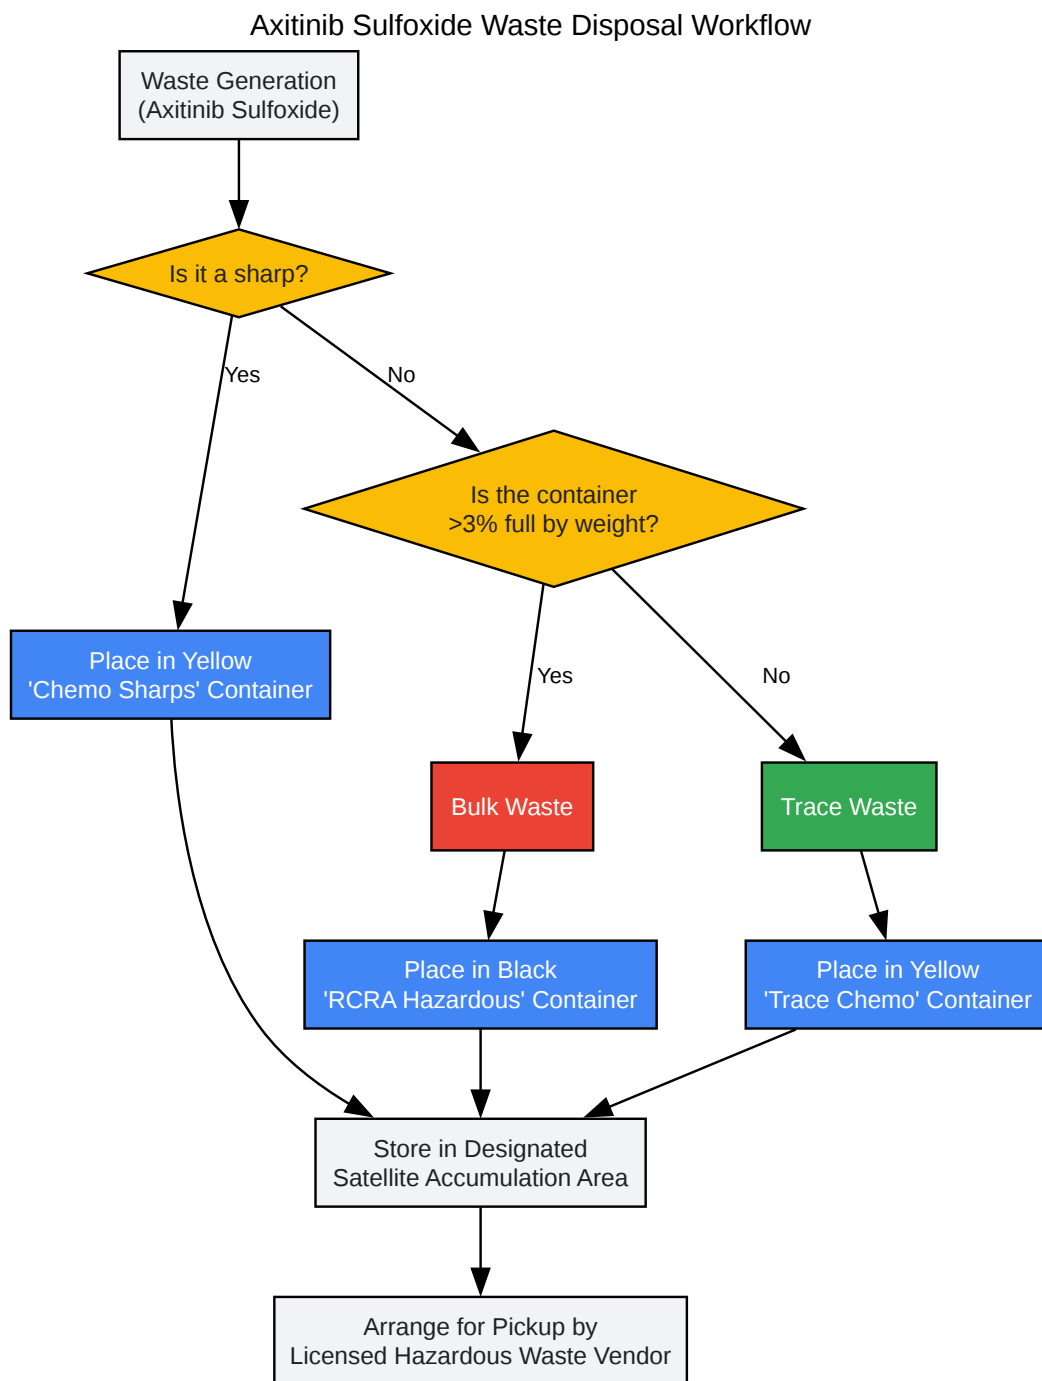 Axitinib Sulfoxide Waste Disposal Workflow
Waste Generation
(Axitinib Sulfoxide)
Is it a sharp?
Yes
No
Is the container
>3% full by weight?
Place in Yellow
'Chemo Sharps' Container
Yes
No
Bulk Waste
Trace Waste
Place in Black
'RCRA Hazardous' Container
Place in Yellow
'Trace Chemo' Container
Store in Designated
Satellite Accumulation Area
Arrange for Pickup by
Licensed Hazardous Waste Vendor